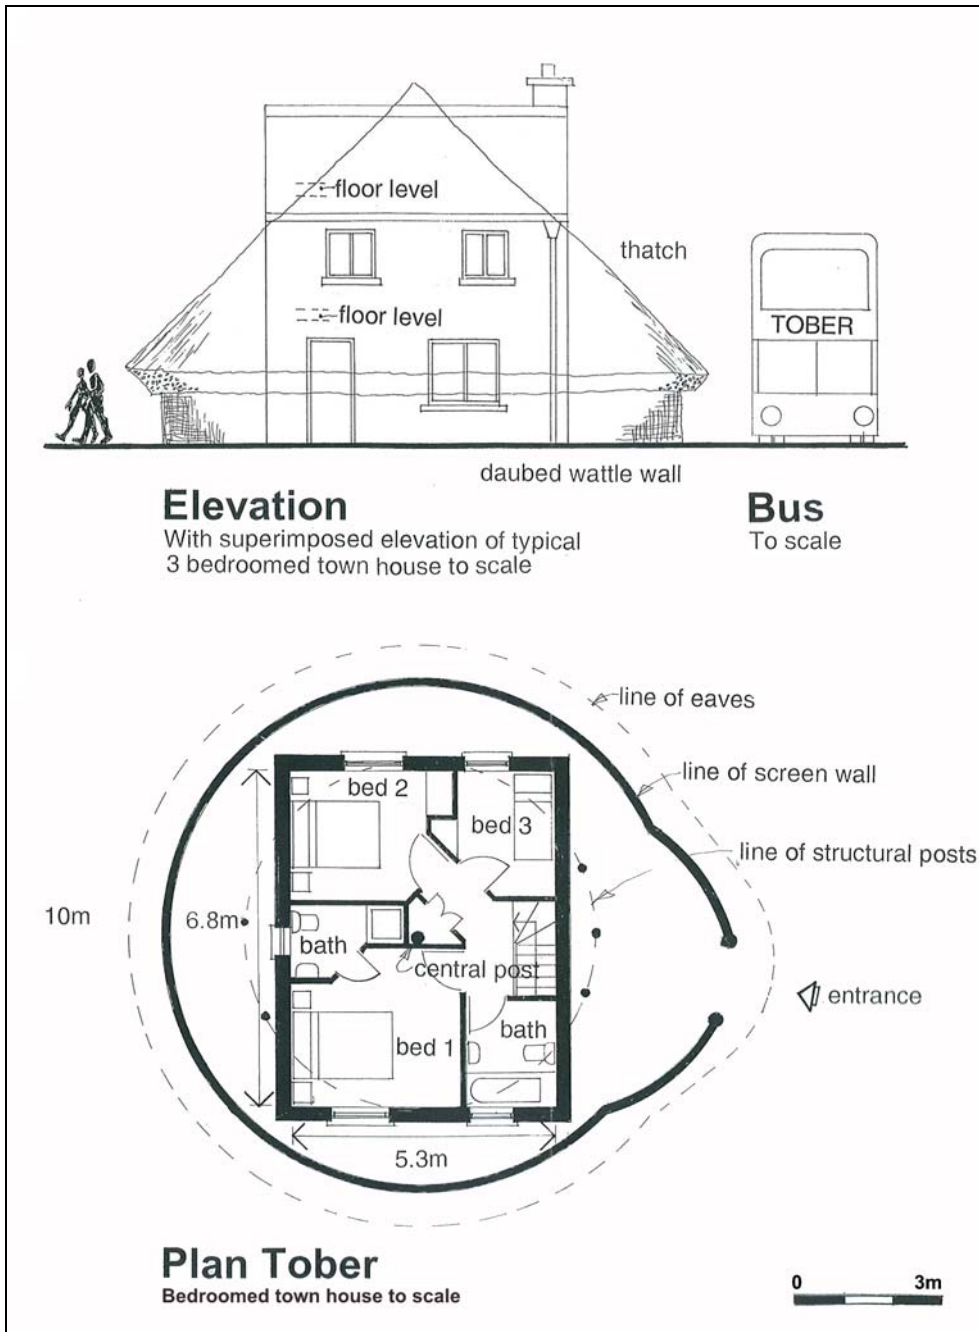 floor level
thatch
floor level
TOBER
daubed wattle wall
Elevation
With superimposed elevation of typical
3 bedroomed town house to scale
Bus
To scale
line of eaves
line of screen wall
bed 2
bed 3
line of structural posts
10m
6.8m
bath
central post
entrance
bed 1
bath
5.3m
Plan Tober
Bedroomed town house to scale
0 3m